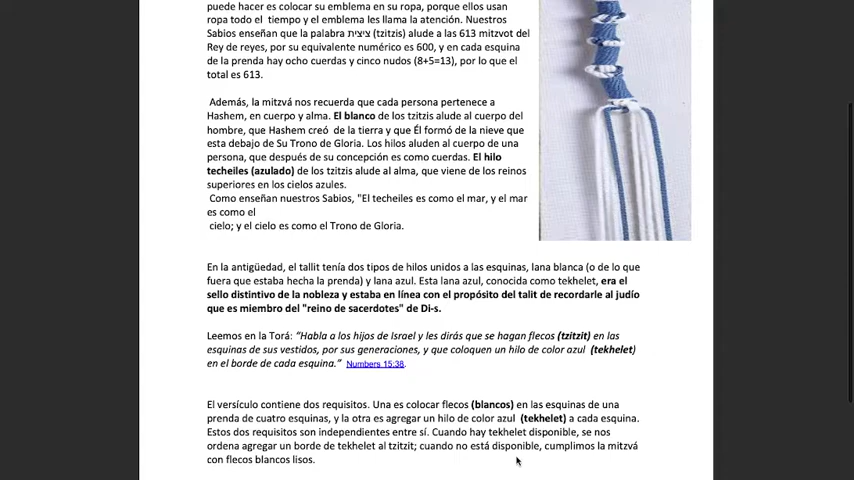 puede hacer es colocar su emblema en su ropa, porque ellos usan
ropa todo el tiempo y el emblema les llama la atención. Nuestros
Sabios enseñan que la palabra ציצית (tzitzis) alude a las 613 mitzvot del
Rey de reyes, por su equivalente numérico es 600, y en cada esquina
de la prenda hay ocho cuerdas y cinco nudos (8+5=13), por lo que el
total es 613.
Además, la mitzvá nos recuerda que cada persona pertenece a
Hashem, en cuerpo y alma. El blanco de los tzitzis alude al cuerpo del
hombre, que Hashem creó de la tierra y que Él formó de la nieve que
esta debajo de Su Trono de Gloria. Los hilos aluden al cuerpo de una
persona, que después de su concepción es como cuerdas. El hilo
techeiles (azulado) de los tzitzis alude al alma, que viene de los reinos
superiores en los cielos azules.
Como enseñan nuestros Sabios, "El techeiles es como el mar, y el mar
es como el
cielo; y el cielo es como el Trono de Gloria.
En la antigüedad, el tallit tenía dos tipos de hilos unidos a las esquinas, lana blanca (o de lo que
fuera que estaba hecha la prenda) y lana azul. Esta lana azul, conocida como tekhelet, era el
sello distintivo de la nobleza y estaba en línea con el propósito del talit de recordarle al judío
que es miembro del "reino de sacerdotes" de Di-s.
Leemos en la Torá: “Habla a los hijos de Israel y les dirás que se hagan flecos (tzitzit) en las
esquinas de sus vestidos, por sus generaciones, y que coloquen un hilo de color azul (tekhelet)
en el borde de cada esquina.” Numbers 15:38.
El versículo contiene dos requisitos. Una es colocar flecos (blancos) en las esquinas de una
prenda de cuatro esquinas, y la otra es agregar un hilo de color azul (tekhelet) a cada esquina.
Estos dos requisitos son independientes entre sí. Cuando hay tekhelet disponible, se nos
ordena agregar un borde de tekhelet al tzitzit; cuando no está disponible, cumplimos la mitzvá
con flecos blancos lisos.